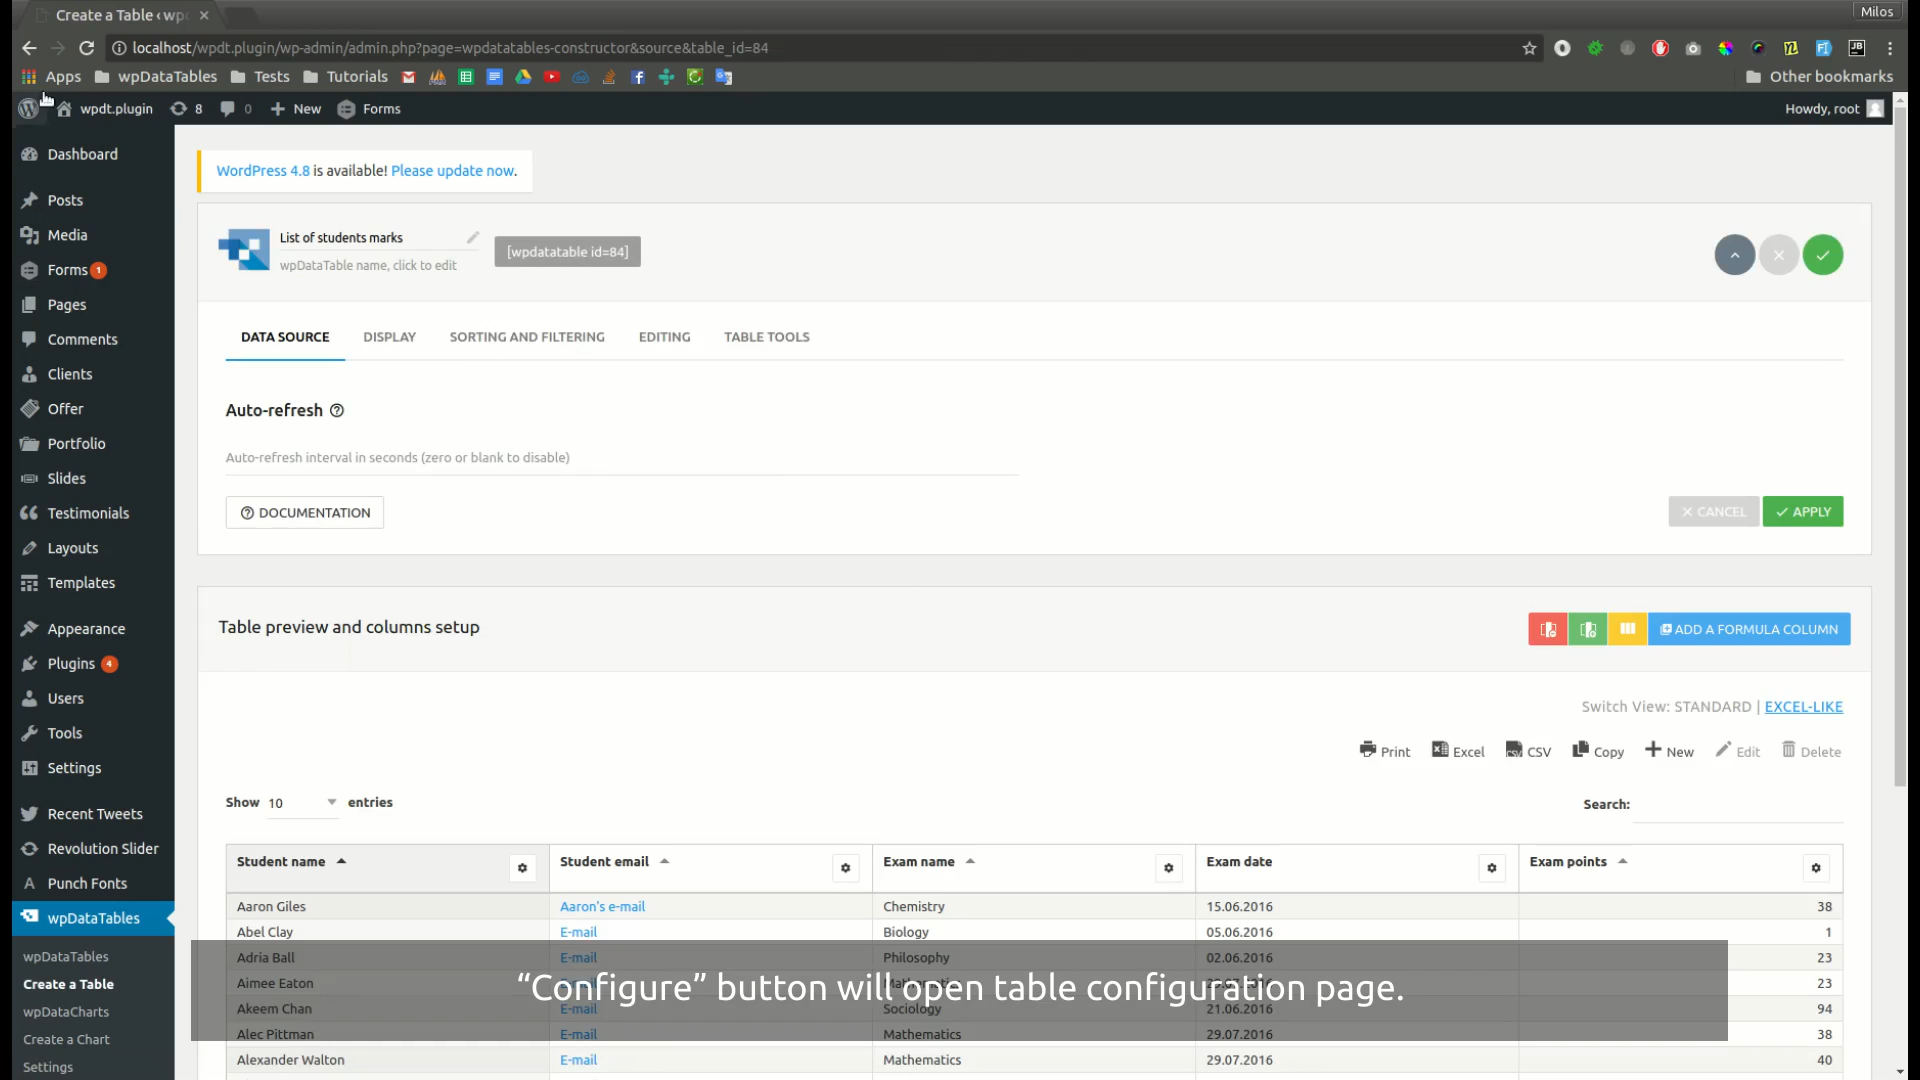 Create a Table ‹ wpd
Milos
localhost/wpdt.plugin/wp-admin/admin.php?page=wpdatatables-constructor&source&table_id=84
Apps wpDataTables Tests Tutorials Other bookmarks
wpdt.plugin 8 0 New Forms Howdy, root
Dashboard
Posts
Media
Forms 1
Pages
Comments
Clients
Offer
Portfolio
Slides
Testimonials
Layouts
Templates
Appearance
Plugins 4
Users
Tools
Settings
Recent Tweets
Revolution Slider
Punch Fonts
wpDataTables
wpDataTables
Create a Table
wpDataCharts
Create a Chart
Settings
WordPress 4.8 is available! Please update now.
List of students marks
wpDataTable name, click to edit
[wpdatatable id=84]
DATA SOURCE DISPLAY SORTING AND FILTERING EDITING TABLE TOOLS
Auto-refresh
Auto-refresh interval in seconds (zero or blank to disable)
DOCUMENTATION CANCEL APPLY
Table preview and columns setup ADD A FORMULA COLUMN
Switch View: STANDARD | EXCEL-LIKE
Print Excel CSV Copy New Edit Delete
Show 10 entries Search:
Student name Student email Exam name Exam date Exam points
Aaron Giles Aaron's e-mail Chemistry 15.06.2016 38
Abel Clay E-mail Biology 05.06.2016 1
Adria Ball E-mail Philosophy 02.06.2016 23
Aimee Eaton 23
Akeem Chan E-mail Sociology 21.06.2016 94
Alec Pittman E-mail Mathematics 29.07.2016 38
Alexander Walton E-mail Mathematics 29.07.2016 40
“Configure” button will open table configuration page.